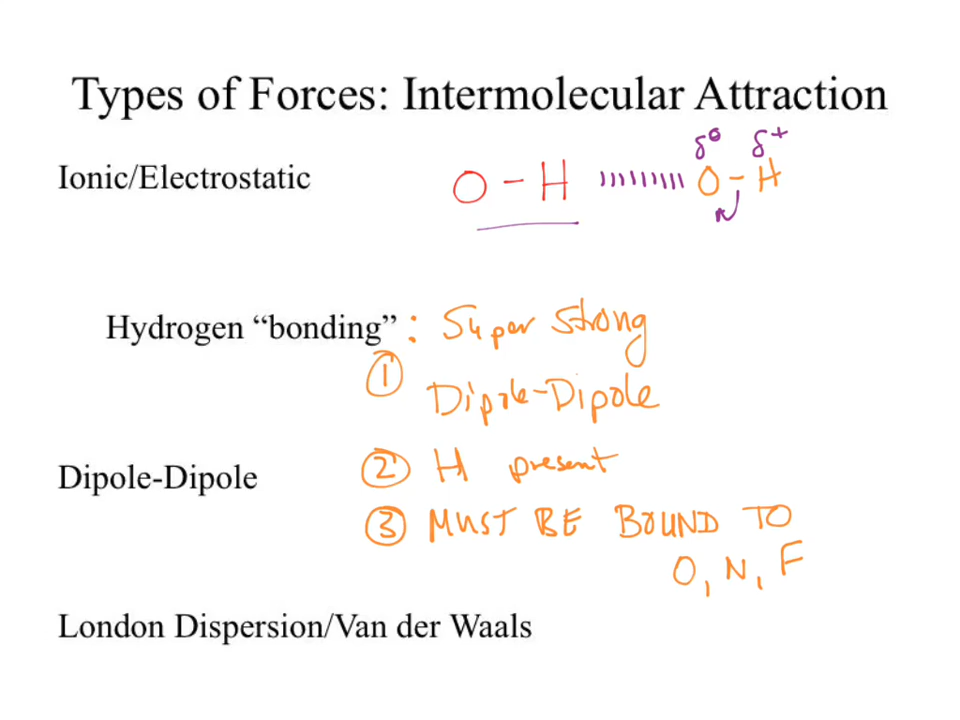 Types of Forces: Intermolecular Attraction
δ⊖ δ+
Ionic/Electrostatic O – H O – H
Hydrogen “bonding” : Super strong
① Dipole-Dipole
② H present
Dipole-Dipole
③ MUST BE BOUND TO
O, N, F
London Dispersion/Van der Waals